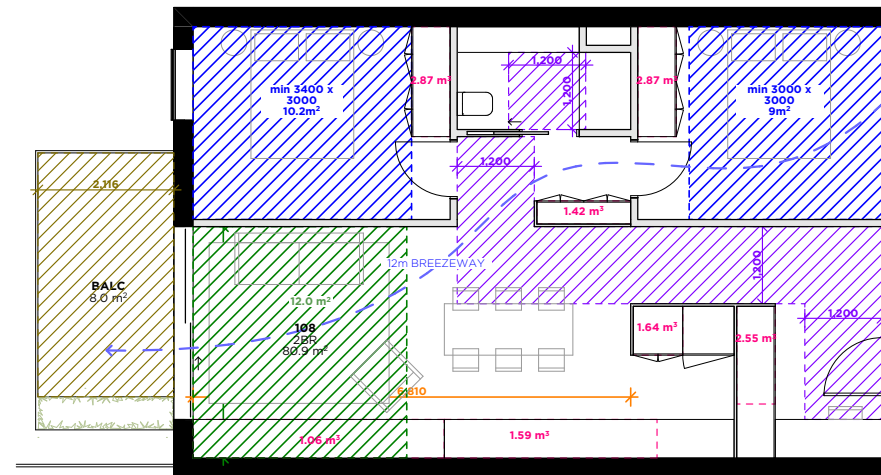 1,200
2.87 m³
2.87 m³
min 3400 x
3000
10.2m²
1,200
min 3000 x
3000
9m²
1,200
2,116
1.42 m³
12m BREEZEWAY
1,200
BALC
8.0 m²
12.0 m²
108
2BR
80.9 m²
1.64 m³
2.55 m³
1,200
6,810
1.06 m³
1.59 m³